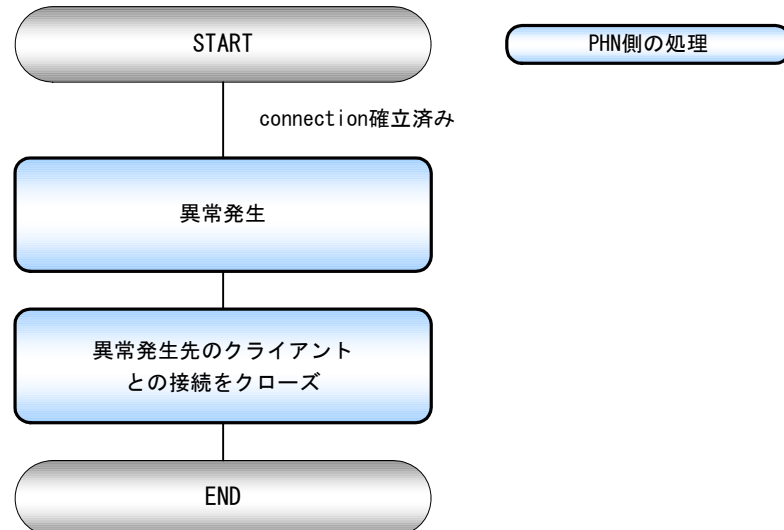 START
PHN側の処理
connection確立済み
異常発生
異常発生先のクライアント
との接続をクローズ
END